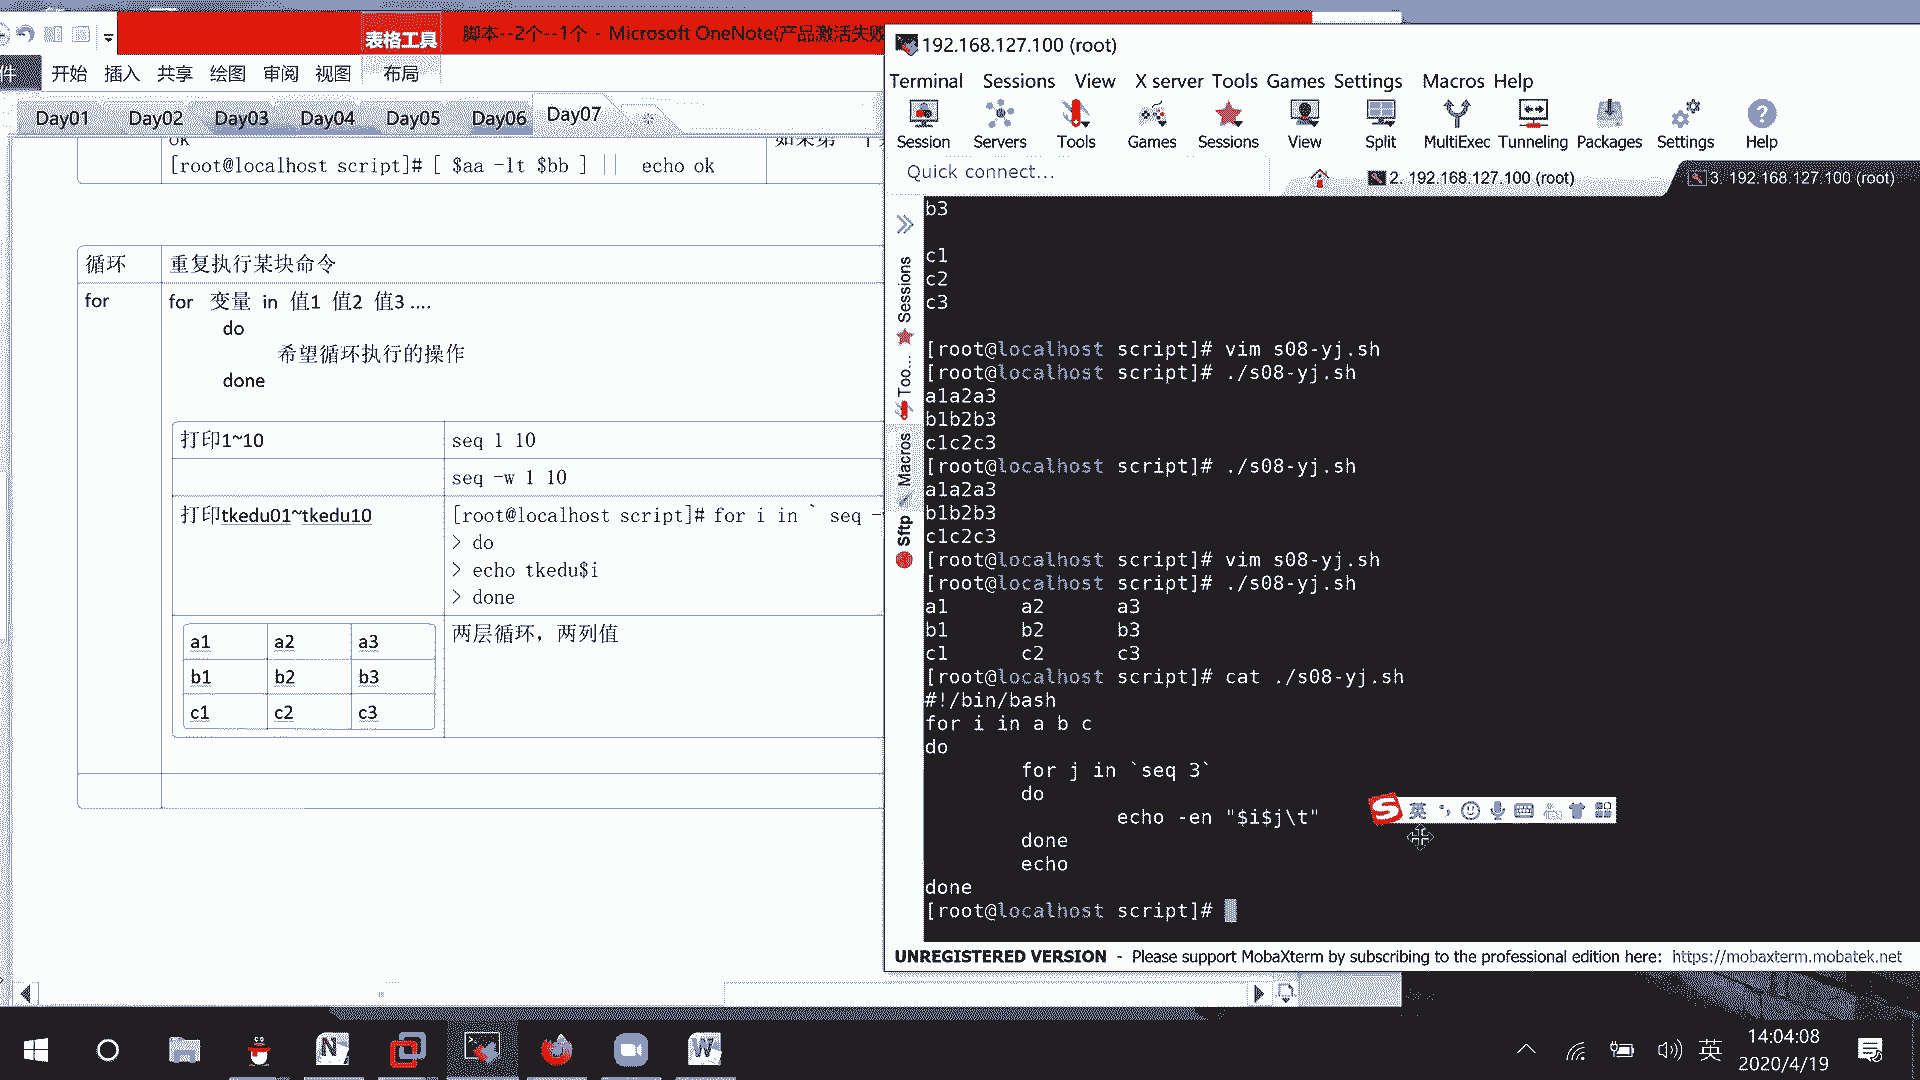 表格工具
脚本--2个--1个 - Microsoft OneNote(产品激活失败
件
开始 插入 共享 绘图 审阅 视图 布局
Day01 Day02 Day03 Day04 Day05 Day06 Day07
ok
[root@localhost script]# [ $aa -lt $bb ] || echo ok
如果第一个
循环
重复执行某块命令
for
for 变量 in 值1 值2 值3 ....
do
希望循环执行的操作
done
打印1~10
seq 1 10
seq -w 1 10
打印tkedu01~tkedu10
[root@localhost script]# for i in ` seq -
> do
> echo tkedu$i
> done
a1 a2 a3
b1 b2 b3
c1 c2 c3
两层循环，两列值
192.168.127.100 (root)
Terminal Sessions View X server Tools Games Settings Macros Help
Session Servers Tools Games Sessions View Split MultiExec Tunneling Packages Settings Help
Quick connect...
2. 192.168.127.100 (root)
3. 192.168.127.100 (root)
Sessions
Too...
Macros
Sftp
b3
c1
c2
c3
[root@localhost script]# vim s08-yj.sh
[root@localhost script]# ./s08-yj.sh
a1a2a3
b1b2b3
c1c2c3
[root@localhost script]# ./s08-yj.sh
a1a2a3
b1b2b3
c1c2c3
[root@localhost script]# vim s08-yj.sh
[root@localhost script]# ./s08-yj.sh
a1 a2 a3
b1 b2 b3
c1 c2 c3
[root@localhost script]# cat ./s08-yj.sh
#!/bin/bash
for i in a b c
do
for j in `seq 3`
do
echo -en "$i$j\t"
done
echo
done
[root@localhost script]#
英
UNREGISTERED VERSION - Please support MobaXterm by subscribing to the professional edition here: https://mobaxterm.mobatek.net
英
14:04:08
2020/4/19